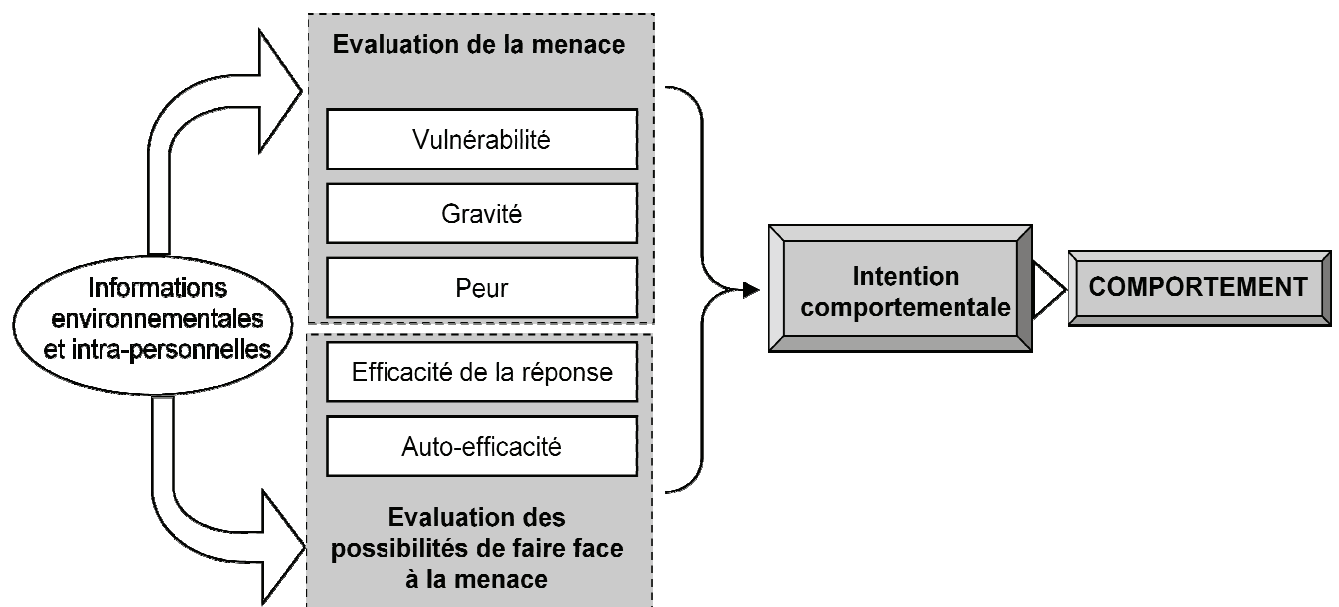 Evaluation de la menace
Vulnérabilité
Gravité
Peur
Informations
environnementales
et intra-personnelles
Efficacité de la réponse
Auto-efficacité
Evaluation des
possibilités de faire face
à la menace
Intention
comportementale
COMPORTEMENT